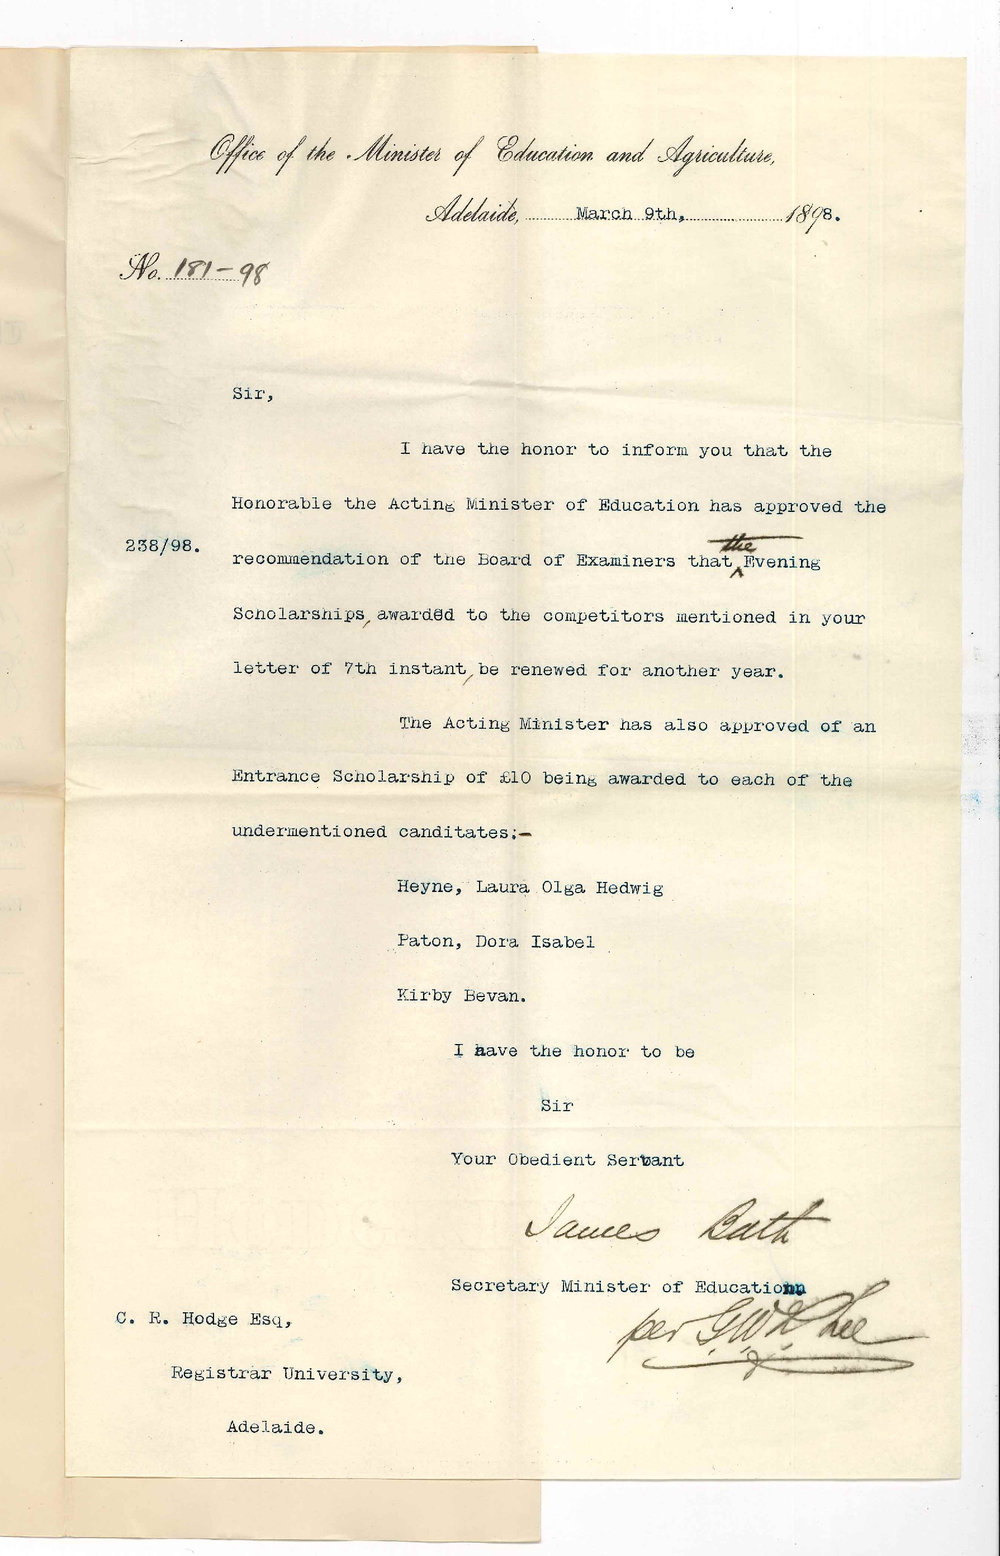 Office of the Minister of Education and Agriculture,
Adelaide, March 9th, 1898.
No. 181-98
Sir,
I have the honor to inform you that the
Honorable the Acting Minister of Education has approved the
238/98.
recommendation of the Board of Examiners that the Evening
Scholarships, awarded to the competitors mentioned in your
letter of 7th instant, be renewed for another year.
The Acting Minister has also approved of an
Entrance Scholarship of £10 being awarded to each of the
undermentioned canditates:-
Heyne, Laura Olga Hedwig
Paton, Dora Isabel
Kirby Bevan.
I have the honor to be
Sir
Your Obedient Servant
James Bath
Secretary Minister of Education
per G.W.
C. R. Hodge Esq,
Registrar University,
Adelaide.